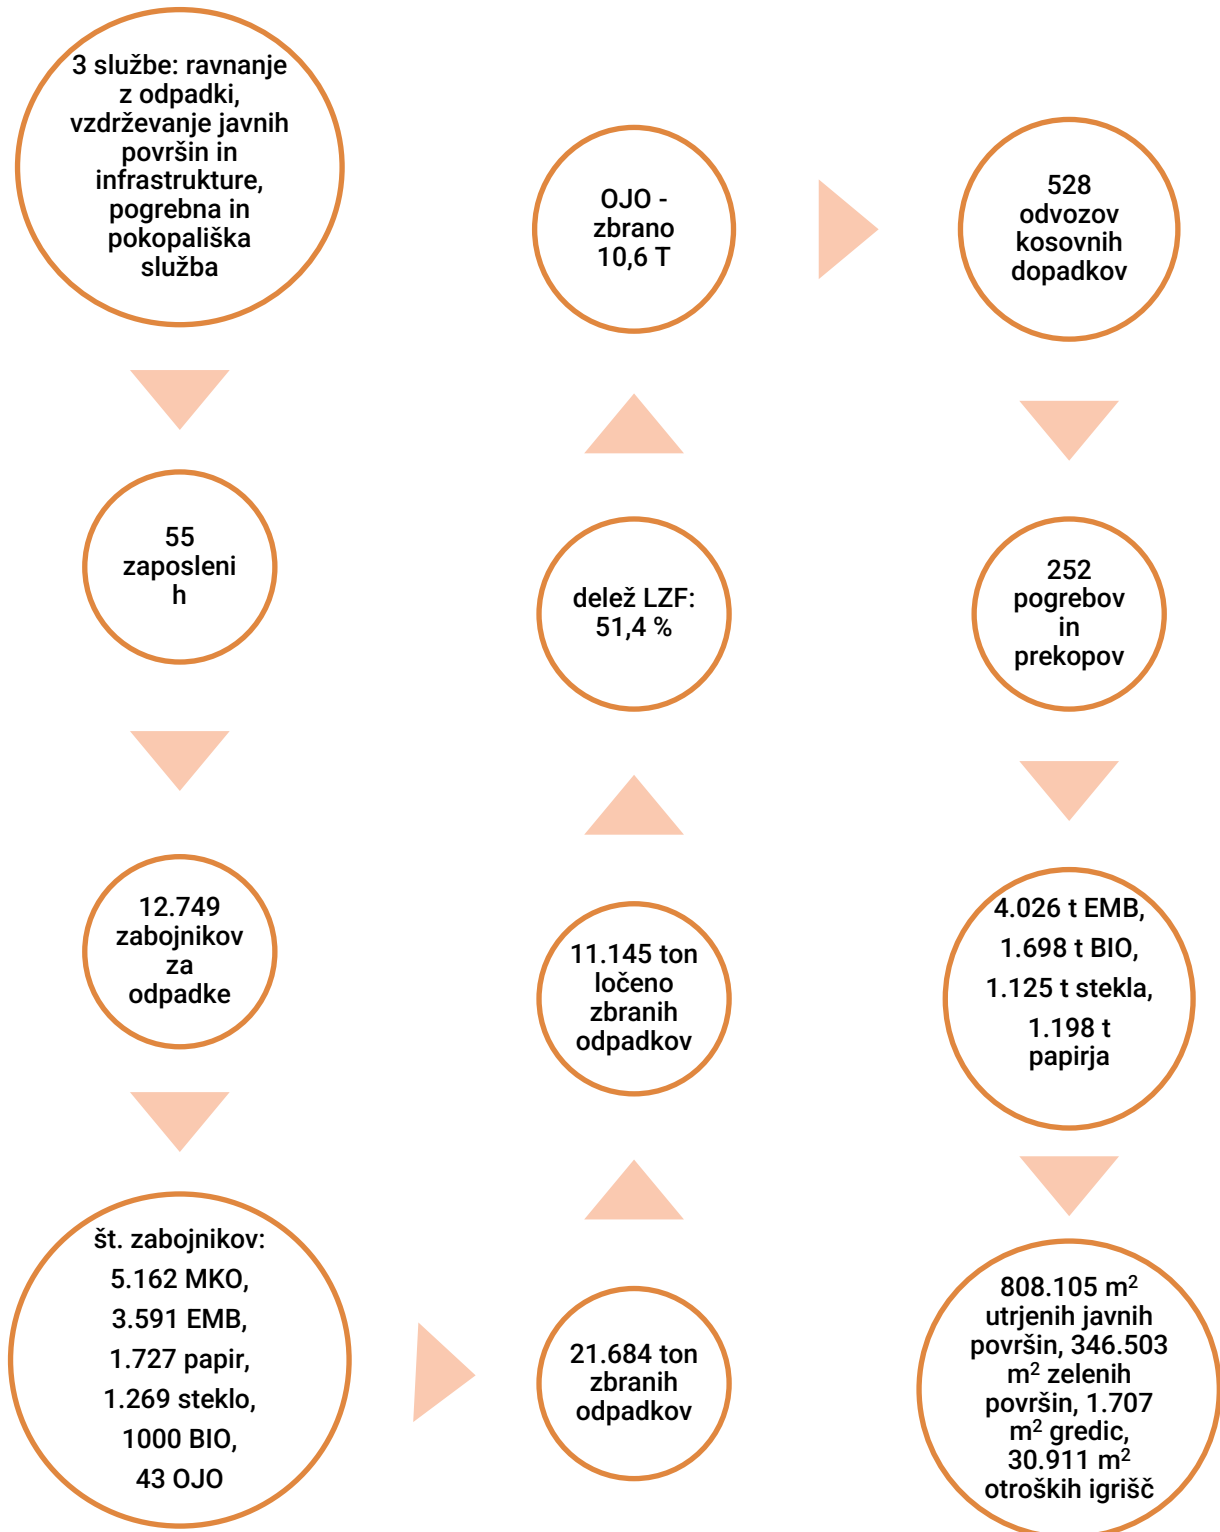 3 službe: ravnanje
z odpadki,
vzdrževanje javnih
površin in
infrastrukture,
pogrebna in
pokopališka
služba
55
zaposleni
h
12.749
zabojnikov
za
odpadke
št. zabojnikov:
5.162 MKO,
3.591 EMB,
1.727 papir,
1.269 steklo,
1000 BIO,
43 OJO
21.684 ton
zbranih
odpadkov
11.145 ton
ločeno
zbranih
odpadkov
delež LZF:
51,4 %
OJO -
zbrano
10,6 T
528
odvozov
kosovnih
dopadkov
252
pogrebov
in
prekopov
4.026 t EMB,
1.698 t BIO,
1.125 t stekla,
1.198 t
papirja
808.105 m²
utrjenih javnih
površin, 346.503
m² zelenih
površin, 1.707
m² gredic,
30.911 m²
otroških igrišč